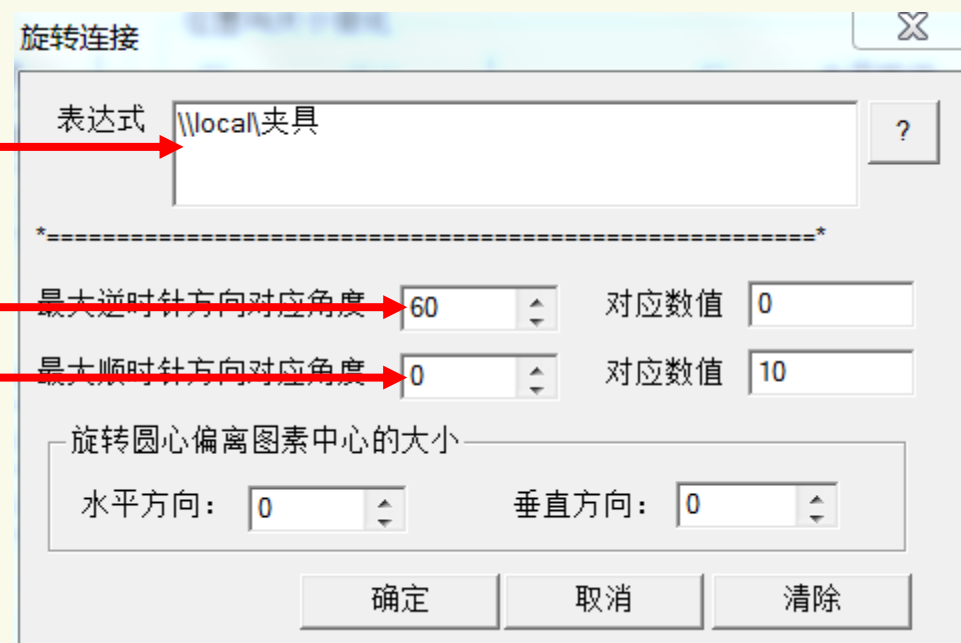 旋转连接
表达式 \\local\夹具 ?
*=======================================================*
最大逆时针方向对应角度 60 对应数值 0
最大顺时针方向对应角度 0 对应数值 10
旋转圆心偏离图素中心的大小
水平方向： 0 垂直方向： 0
确定 取消 清除